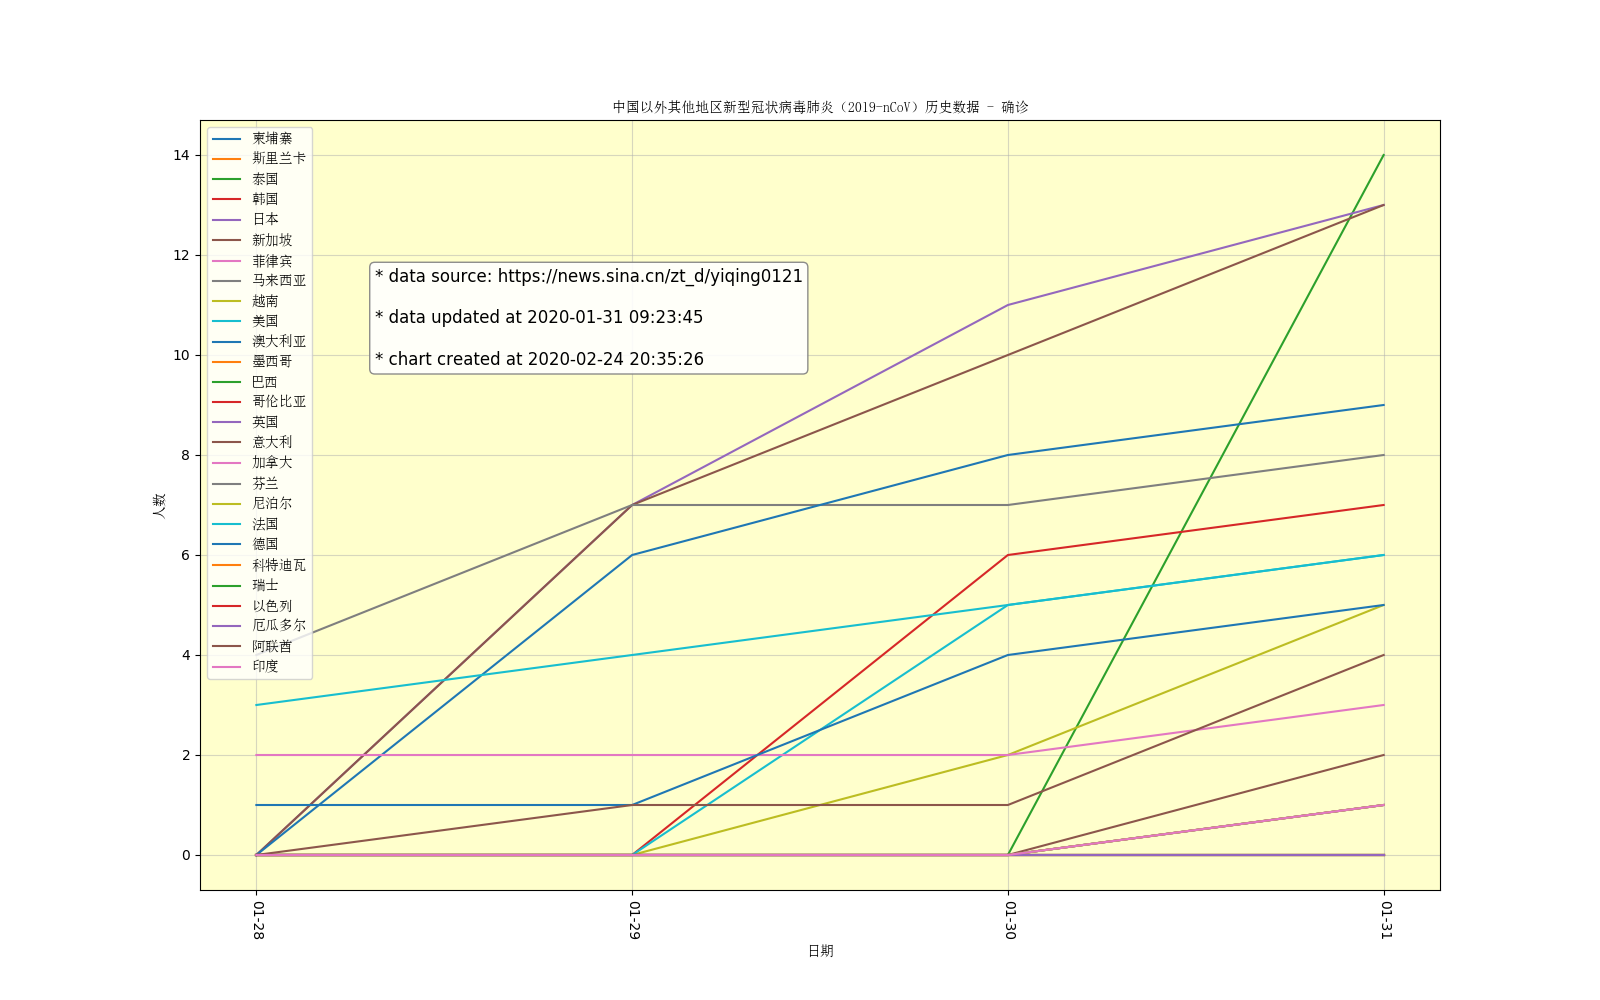 中国以外其他地区新型冠状病毒肺炎（2019-nCoV）历史数据 - 确诊
柬埔寨
斯里兰卡
泰国
韩国
日本
新加坡
菲律宾
马来西亚
越南
美国
澳大利亚
墨西哥
巴西
哥伦比亚
英国
意大利
加拿大
芬兰
尼泊尔
法国
德国
科特迪瓦
瑞士
以色列
厄瓜多尔
阿联酋
印度
* data source: https://news.sina.cn/zt_d/yiqing0121
* data updated at 2020-01-31 09:23:45
* chart created at 2020-02-24 20:35:26
14
12
10
8
6
4
2
0
人数
01-28
01-29
01-30
01-31
日期